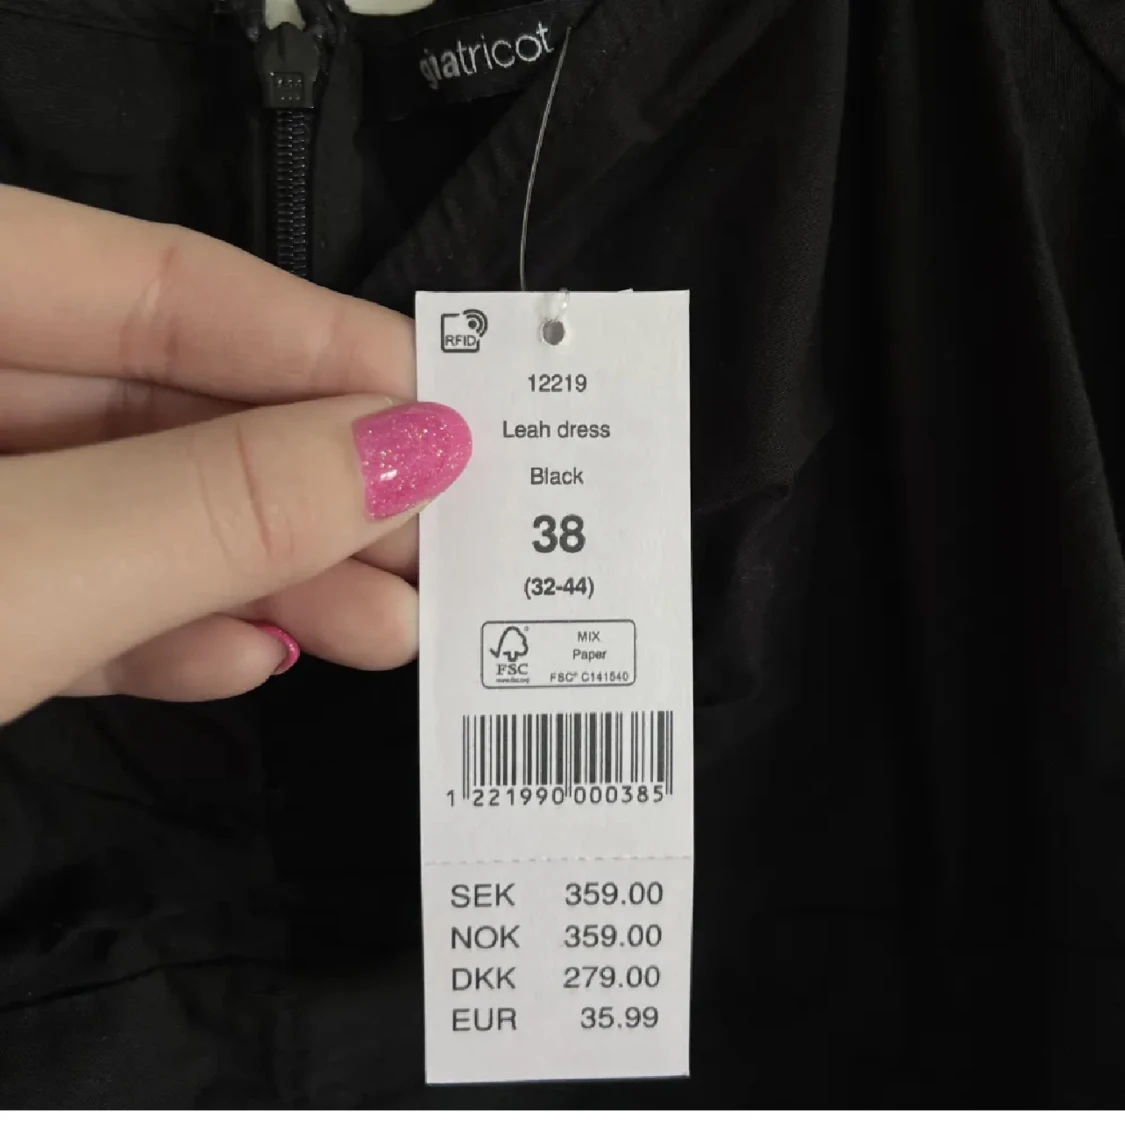 giatricot
RFID
12219
Leah dress
Black
38
(32-44)
MIX
Paper
FSC
FSC® C141540
1 221990 000385
SEK 359.00
NOK 359.00
DKK 279.00
EUR 35.99